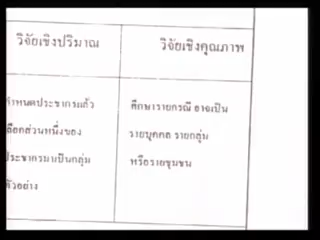 วิจัยเชิงปริมาณ
วิจัยเชิงคุณภาพ
กำหนดประชากรแล้ว
เลือกส่วนหนึ่งของ
ประชากรมาเป็นกลุ่ม
ตัวอย่าง
ศึกษารายกรณี อาจเป็น
รายบุคคล รายกลุ่ม
หรือรายชุมชน